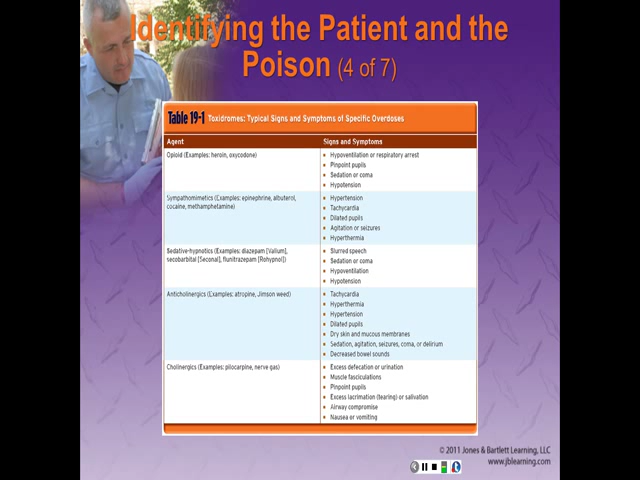 Identifying the Patient and the
Poison (4 of 7)
Table 19-1 Toxidromes: Typical Signs and Symptoms of Specific Overdoses
Agent
Signs and Symptoms
Opioid (Examples: heroin, oxycodone)
• Hypoventilation or respiratory arrest
• Pinpoint pupils
• Sedation or coma
• Hypotension
Sympathomimetics (Examples: epinephrine, albuterol,
cocaine, methamphetamine)
• Hypertension
• Tachycardia
• Dilated pupils
• Agitation or seizures
• Hyperthermia
Sedative-hypnotics (Examples: diazepam [Valium],
secobarbital [Seconal], flunitrazepam [Rohypnol])
• Slurred speech
• Sedation or coma
• Hypoventilation
• Hypotension
Anticholinergics (Examples: atropine, Jimson weed)
• Tachycardia
• Hyperthermia
• Hypertension
• Dilated pupils
• Dry skin and mucous membranes
• Sedation, agitation, seizures, coma, or delirium
• Decreased bowel sounds
Cholinergics (Examples: pilocarpine, nerve gas)
• Excess defecation or urination
• Muscle fasciculations
• Pinpoint pupils
• Excess lacrimation (tearing) or salivation
• Airway compromise
• Nausea or vomiting
© 2011 Jones & Bartlett Learning, LLC
www.jblearning.com